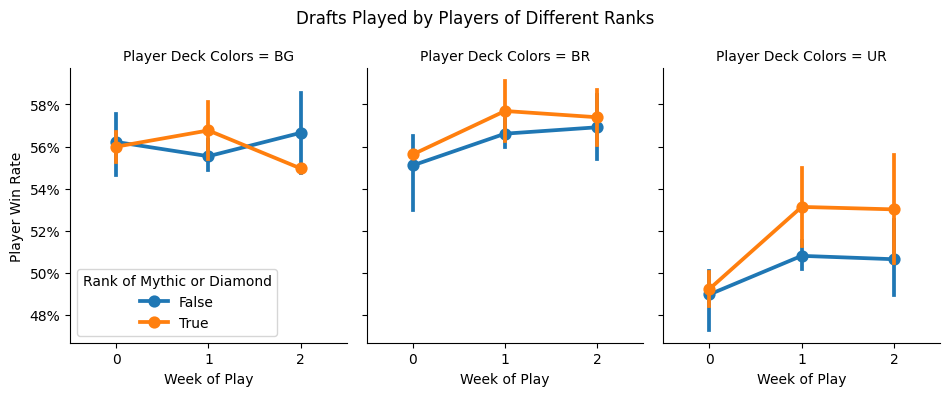 Drafts Played by Players of Different Ranks
Player Deck Colors = BG
Player Deck Colors = BR
Player Deck Colors = UR
Player Win Rate
58%
56%
54%
52%
50%
48%
Rank of Mythic or Diamond
False
True
0 1 2
0 1 2
0 1 2
Week of Play
Week of Play
Week of Play